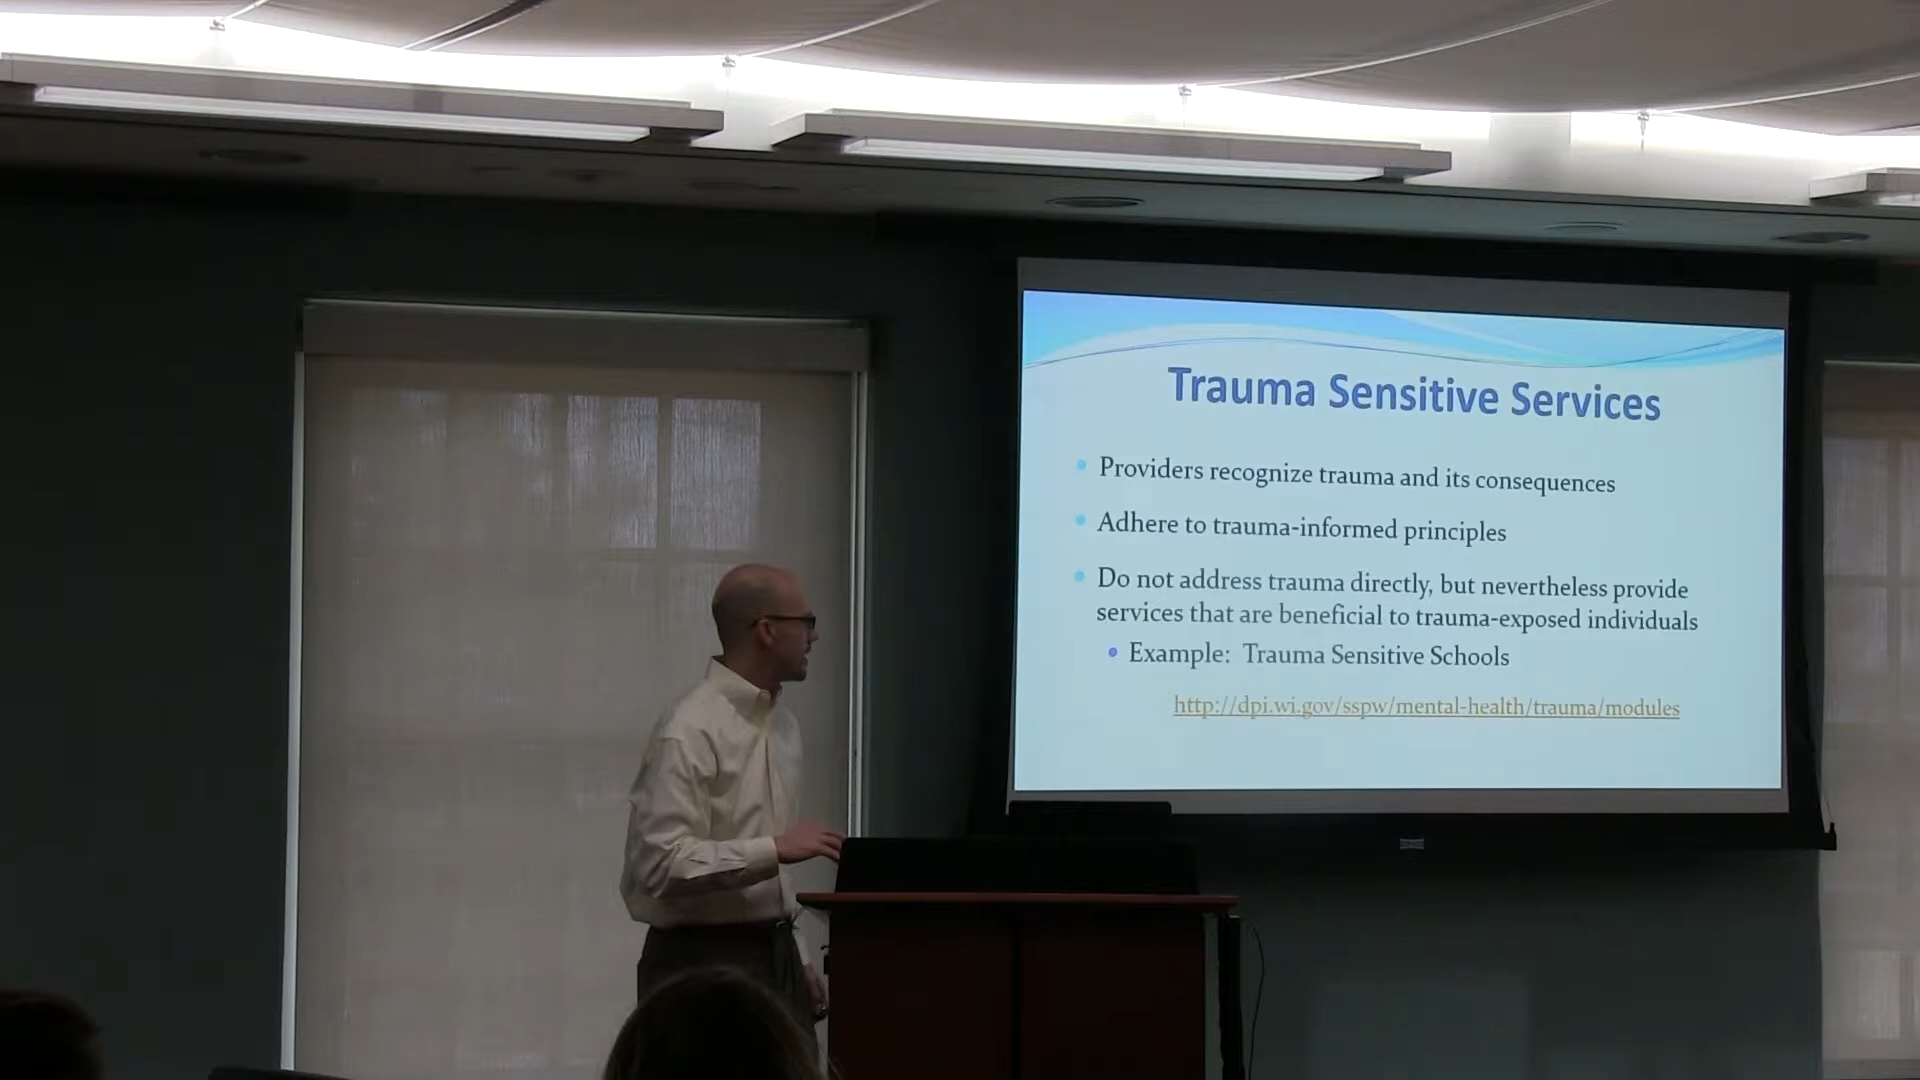 Trauma Sensitive Services
Providers recognize trauma and its consequences
Adhere to trauma-informed principles
Do not address trauma directly, but nevertheless provide
services that are beneficial to trauma-exposed individuals
Example: Trauma Sensitive Schools
http://dpi.wi.gov/sspw/mental-health/trauma/modules